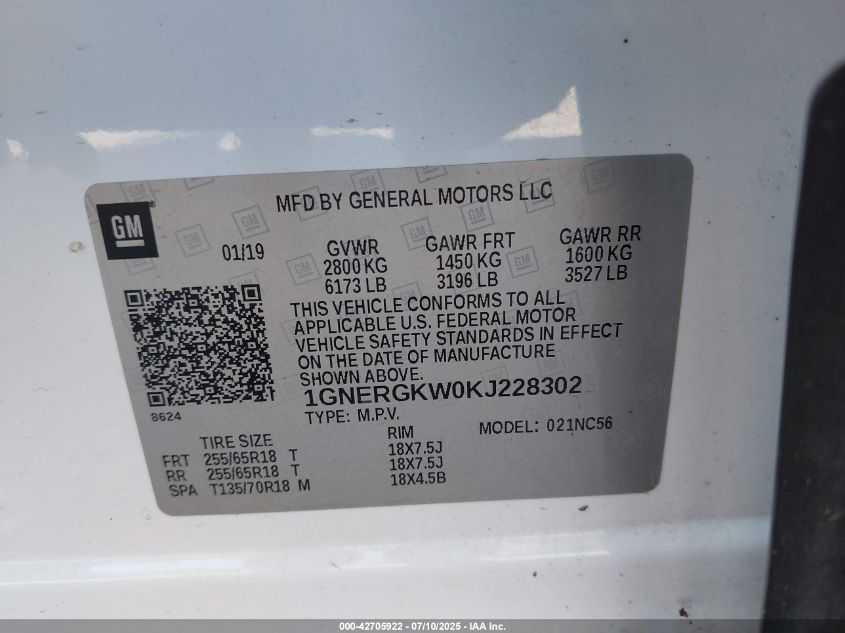 MFD BY GENERAL MOTORS LLC
GM
01/19
GVWR
2800 KG
6173 LB
GAWR FRT
1450 KG
3196 LB
GAWR RR
1600 KG
3527 LB
THIS VEHICLE CONFORMS TO ALL
APPLICABLE U.S. FEDERAL MOTOR
VEHICLE SAFETY STANDARDS IN EFFECT
ON THE DATE OF MANUFACTURE
SHOWN ABOVE.
1GNERGKW0KJ228302
8624
TYPE: M.P.V.
MODEL: 021NC56
TIRE SIZE
RIM
FRT 255/65R18 T 18X7.5J
RR 255/65R18 T 18X7.5J
SPA T135/70R18 M 18X4.5B
000-42705922 - 07/10/2025 - IAA Inc.